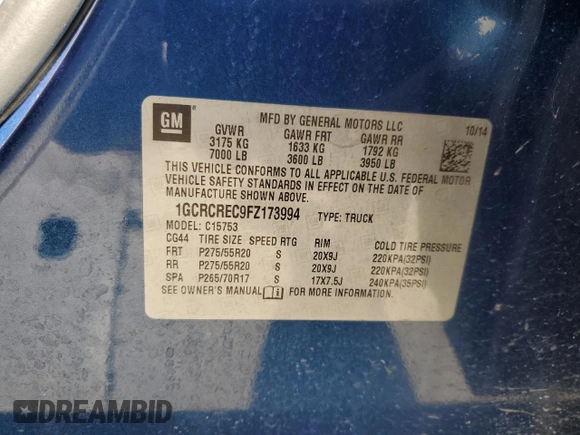 GM
MFD BY GENERAL MOTORS LLC
10/14
GVWR GAWR FRT GAWR RR
3175 KG 1633 KG 1792 KG
7000 LB 3600 LB 3950 LB
THIS VEHICLE CONFORMS TO ALL APPLICABLE U.S. FEDERAL MOTOR
VEHICLE SAFETY STANDARDS IN EFFECT ON THE DATE OF
MANUFACTURE SHOWN ABOVE.
1GCRCREC9FZ173994 TYPE: TRUCK
MODEL: C15753
CG44 TIRE SIZE SPEED RTG RIM COLD TIRE PRESSURE
FRT P275/55R20 S 20X9J 220KPA(32PSI)
RR P275/55R20 S 20X9J 220KPA(32PSI)
SPA P265/70R17 S 17X7.5J 240KPA(35PSI)
SEE OWNER'S MANUAL FOR MORE INFORMATION.
DREAMBID